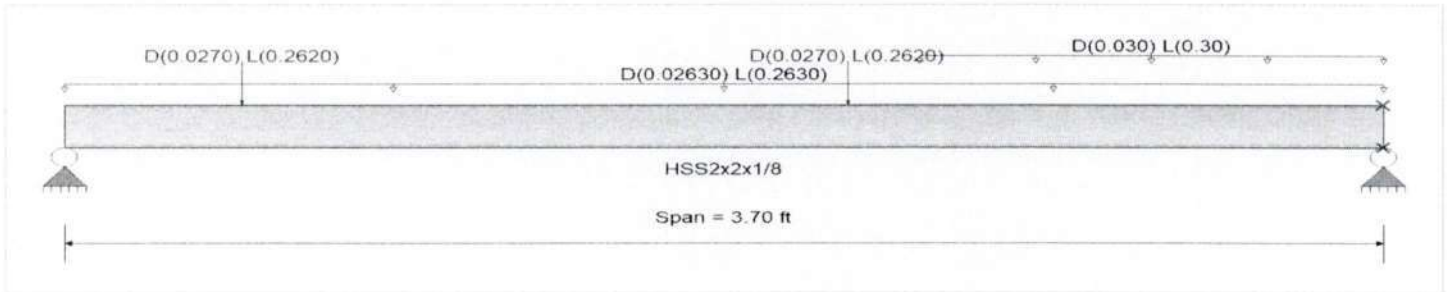 D(0.0270) L(0.2620)
D(0.0270) L(0.2620)
D(0.030) L(0.30)
D(0.02630) L(0.2630)
HSS2x2x1/8
Span = 3.70 ft